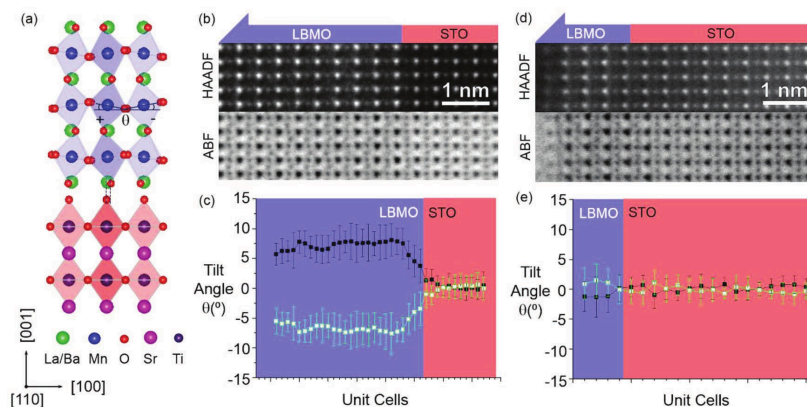 (a)
+ θ -
La/Ba Mn O Sr Ti
[001]
[110] [100]
(b)
LBMO STO
HAADF
1 nm
ABF
(c)
LBMO STO
15
10
5
0
-5
-10
-15
Tilt
Angle
θ(º)
Unit Cells
(d)
LBMO STO
HAADF
1 nm
ABF
(e)
LBMO STO
15
10
5
0
-5
-10
-15
Tilt
Angle
θ(º)
Unit Cells